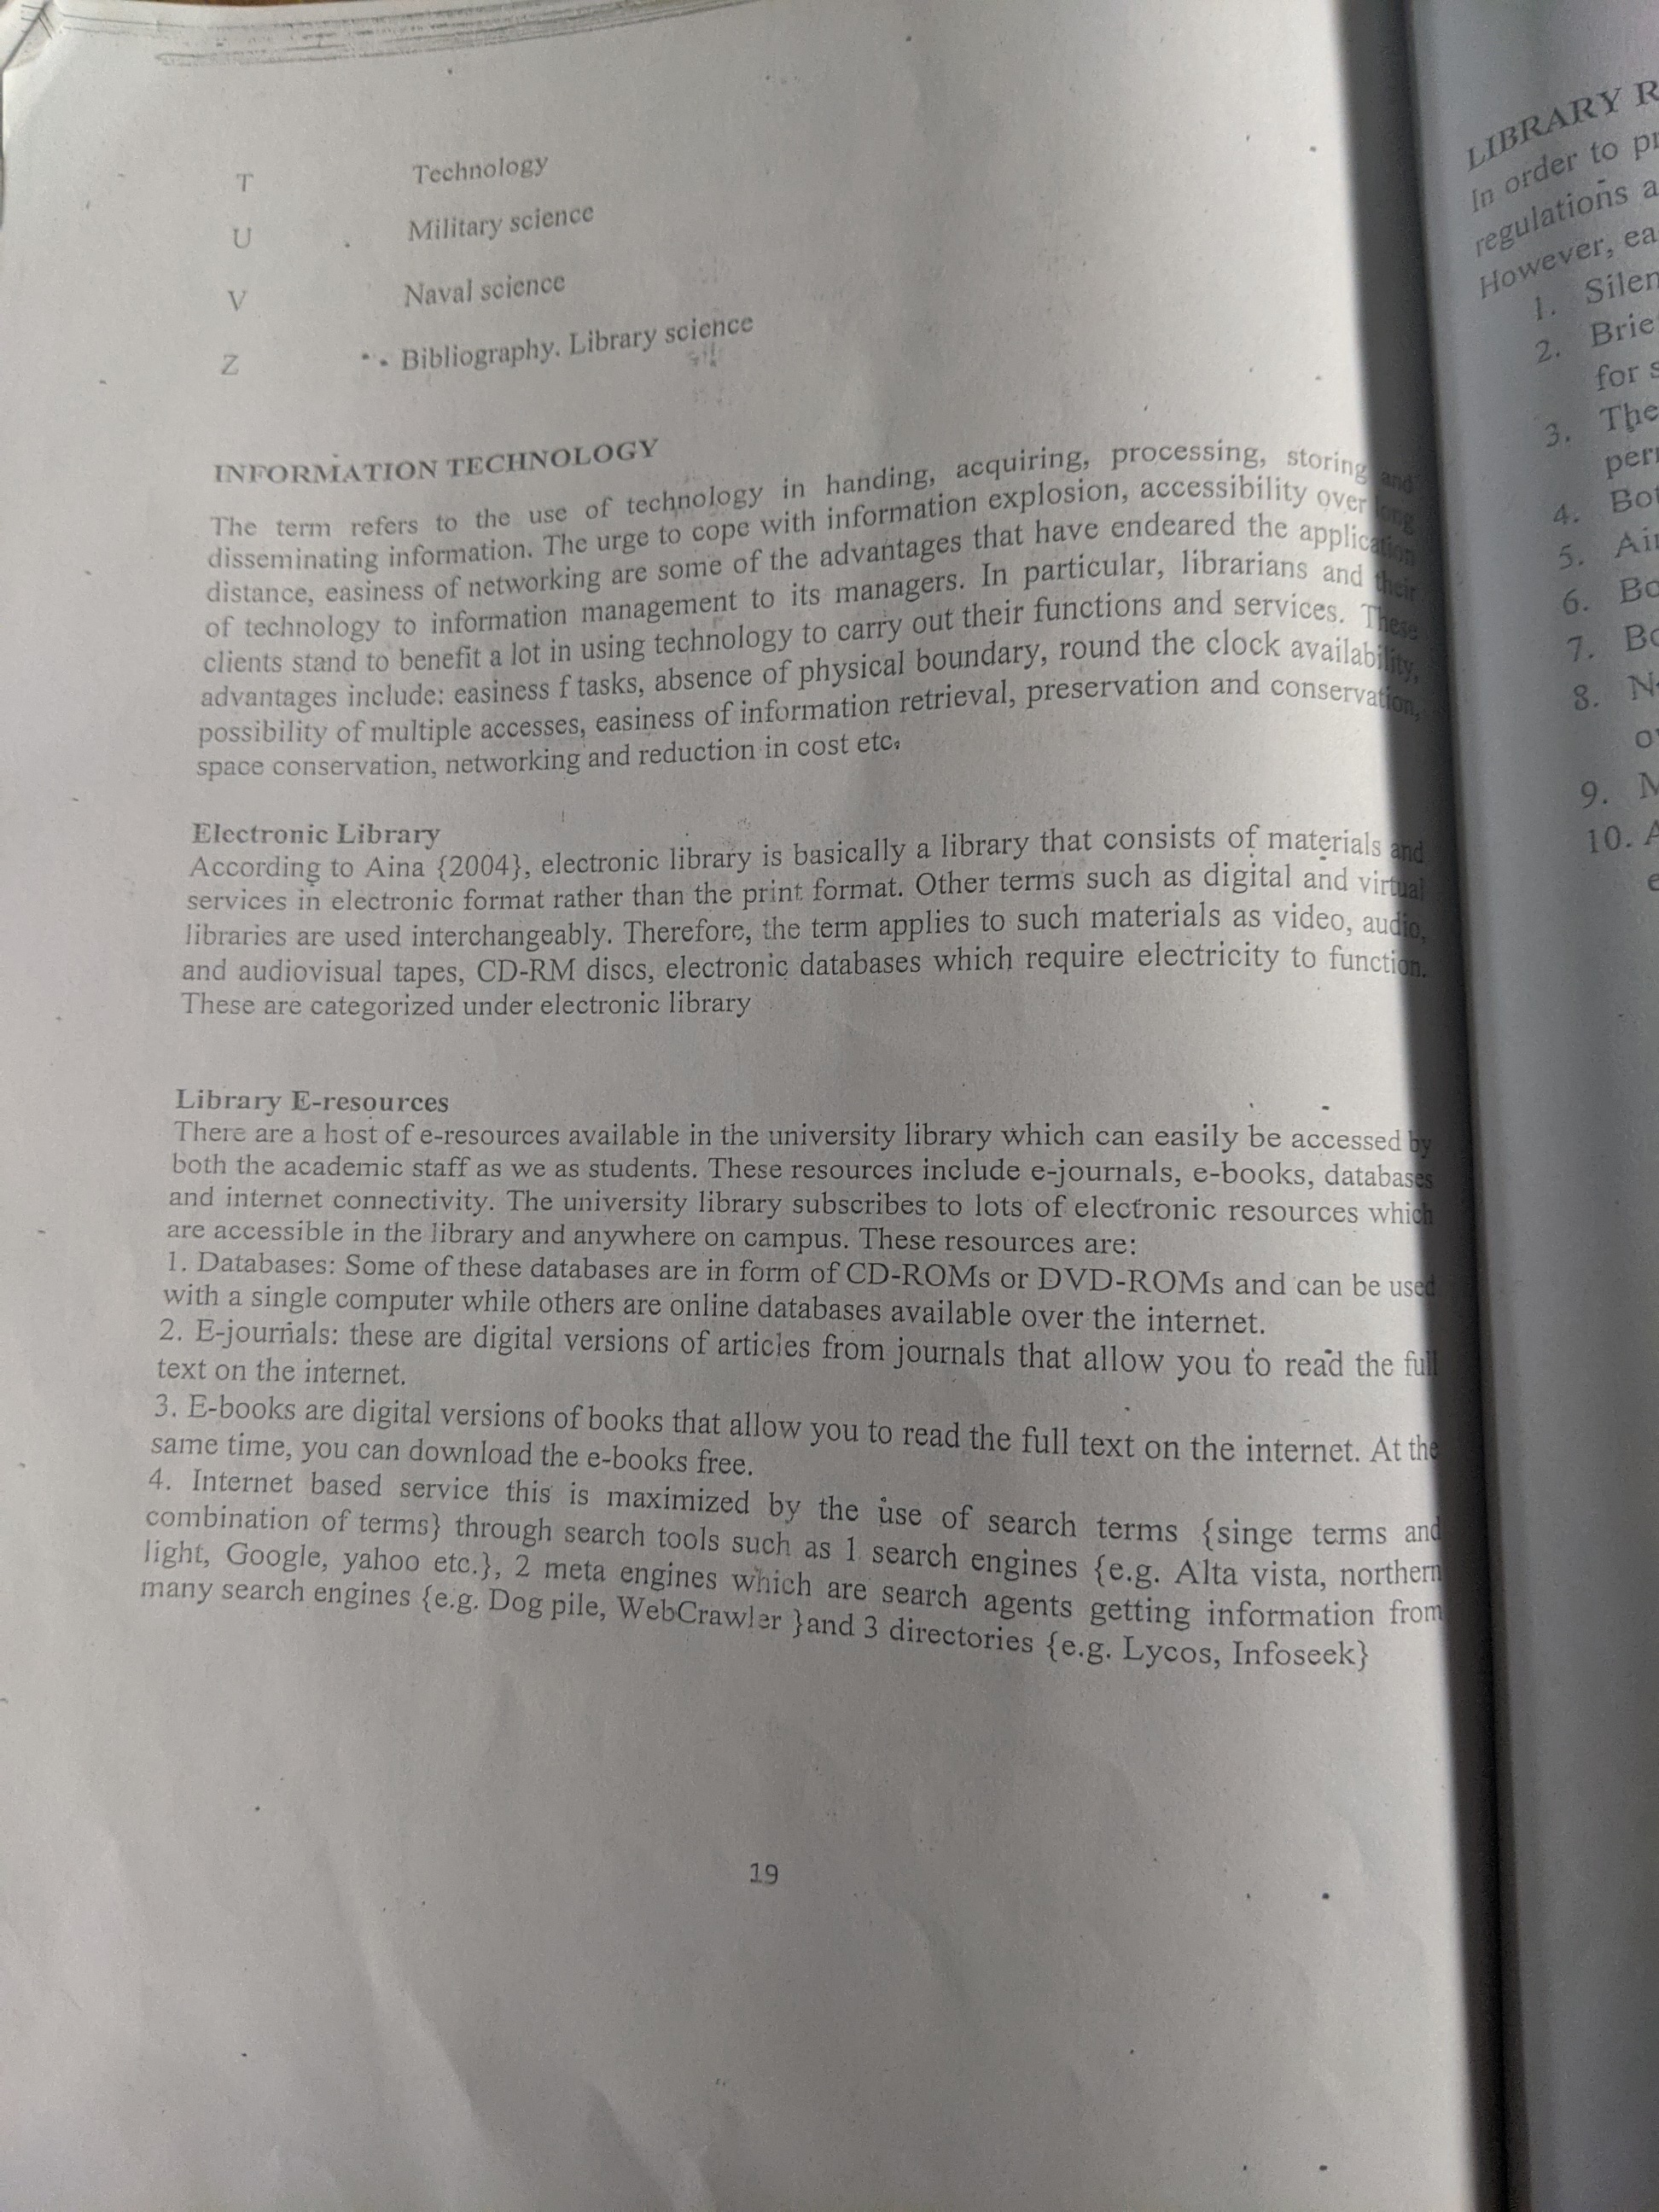 T Technology
U Military science
V Naval science
Z Bibliography. Library science
INFORMATION TECHNOLOGY
The term refers to the use of technology in handing, acquiring, processing, storing and
disseminating information. The urge to cope with information explosion, accessibility over long
distance, easiness of networking are some of the advantages that have endeared the application
of technology to information management to its managers. In particular, librarians and their
clients stand to benefit a lot in using technology to carry out their functions and services. These
advantages include: easiness f tasks, absence of physical boundary, round the clock availability,
possibility of multiple accesses, easiness of information retrieval, preservation and conservation,
space conservation, networking and reduction in cost etc.
Electronic Library
According to Aina {2004}, electronic library is basically a library that consists of materials and
services in electronic format rather than the print format. Other terms such as digital and virtual
libraries are used interchangeably. Therefore, the term applies to such materials as video, audio,
and audiovisual tapes, CD-RM discs, electronic databases which require electricity to function.
These are categorized under electronic library
Library E-resources
There are a host of e-resources available in the university library which can easily be accessed by
both the academic staff as we as students. These resources include e-journals, e-books, databases
and internet connectivity. The university library subscribes to lots of electronic resources which
are accessible in the library and anywhere on campus. These resources are:
1. Databases: Some of these databases are in form of CD-ROMs or DVD-ROMs and can be used
with a single computer while others are online databases available over the internet.
2. E-journals: these are digital versions of articles from journals that allow you to read the full
text on the internet.
3. E-books are digital versions of books that allow you to read the full text on the internet. At the
same time, you can download the e-books free.
4. Internet based service this is maximized by the use of search terms {singe terms and
combination of terms} through search tools such as 1 search engines {e.g. Alta vista, northern
light, Google, yahoo etc.}, 2 meta engines which are search agents getting information from
many search engines {e.g. Dog pile, WebCrawler }and 3 directories {e.g. Lycos, Infoseek}
19
LIBRARY
In order to
regulations
However,
1.
2.
for
3.
4.
5.
6.
7.
8.
9.
10.